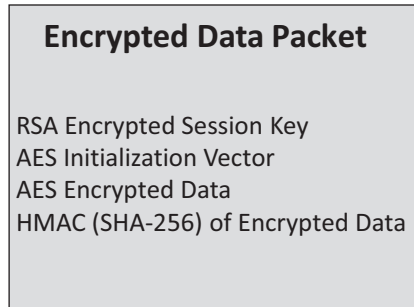 Encrypted Data Packet
RSA Encrypted Session Key
AES Initialization Vector
AES Encrypted Data
HMAC (SHA-256) of Encrypted Data